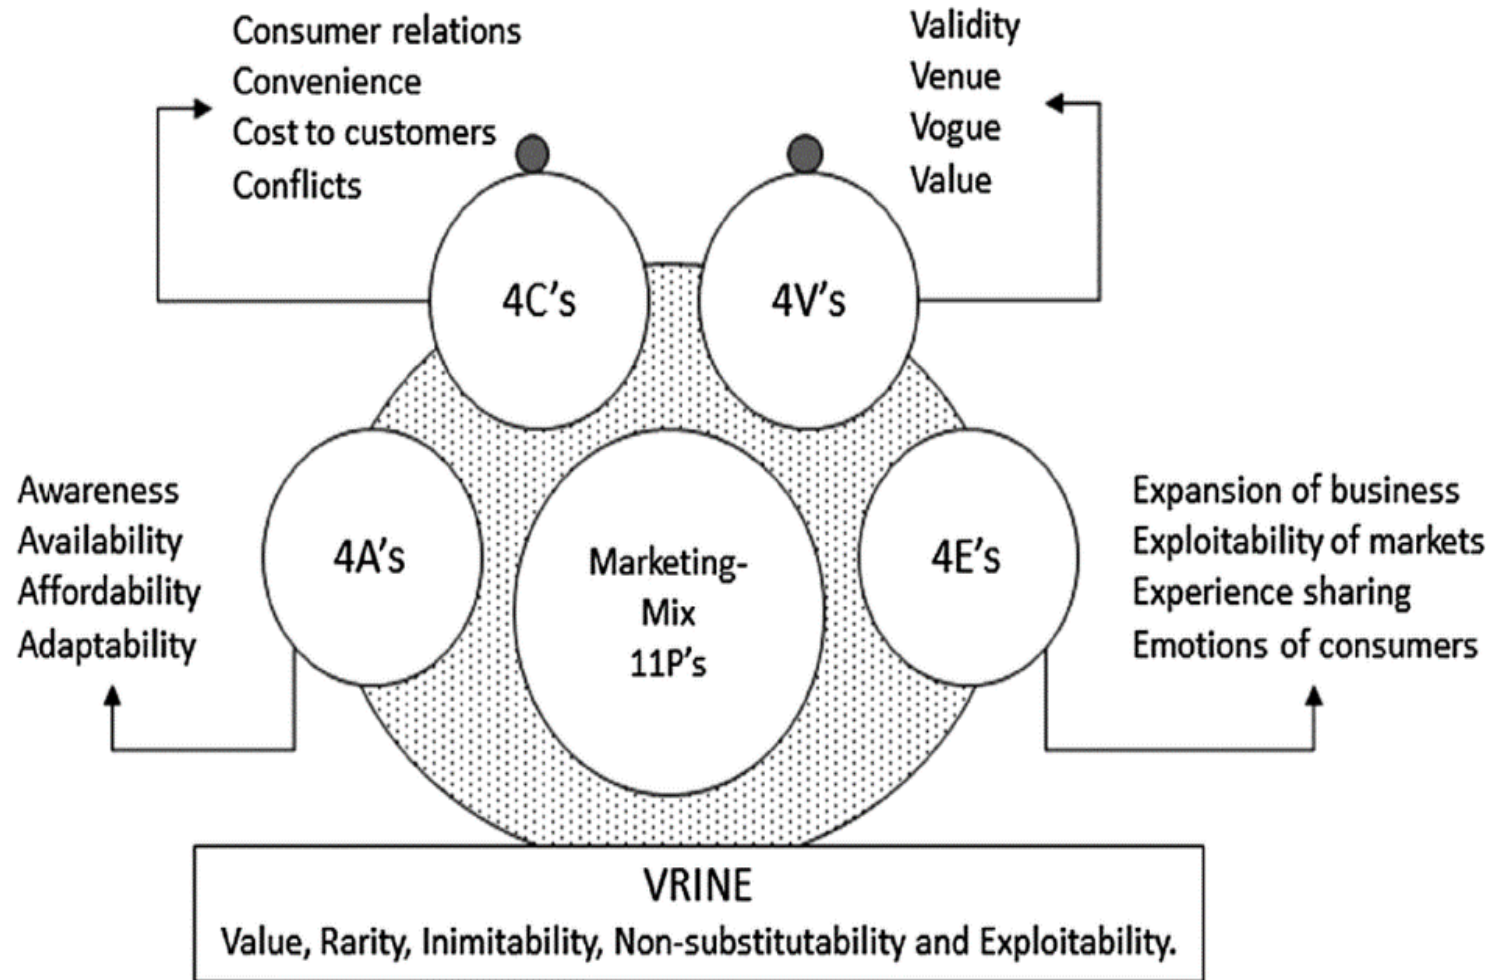 Consumer relations
Convenience
Cost to customers
Conflicts
Validity
Venue
Vogue
Value
4C's
4V's
Awareness
Availability
Affordability
Adaptability
4A's
Marketing-
Mix
11P's
4E's
Expansion of business
Exploitability of markets
Experience sharing
Emotions of consumers
VRINE
Value, Rarity, Inimitability, Non-substitutability and Exploitability.